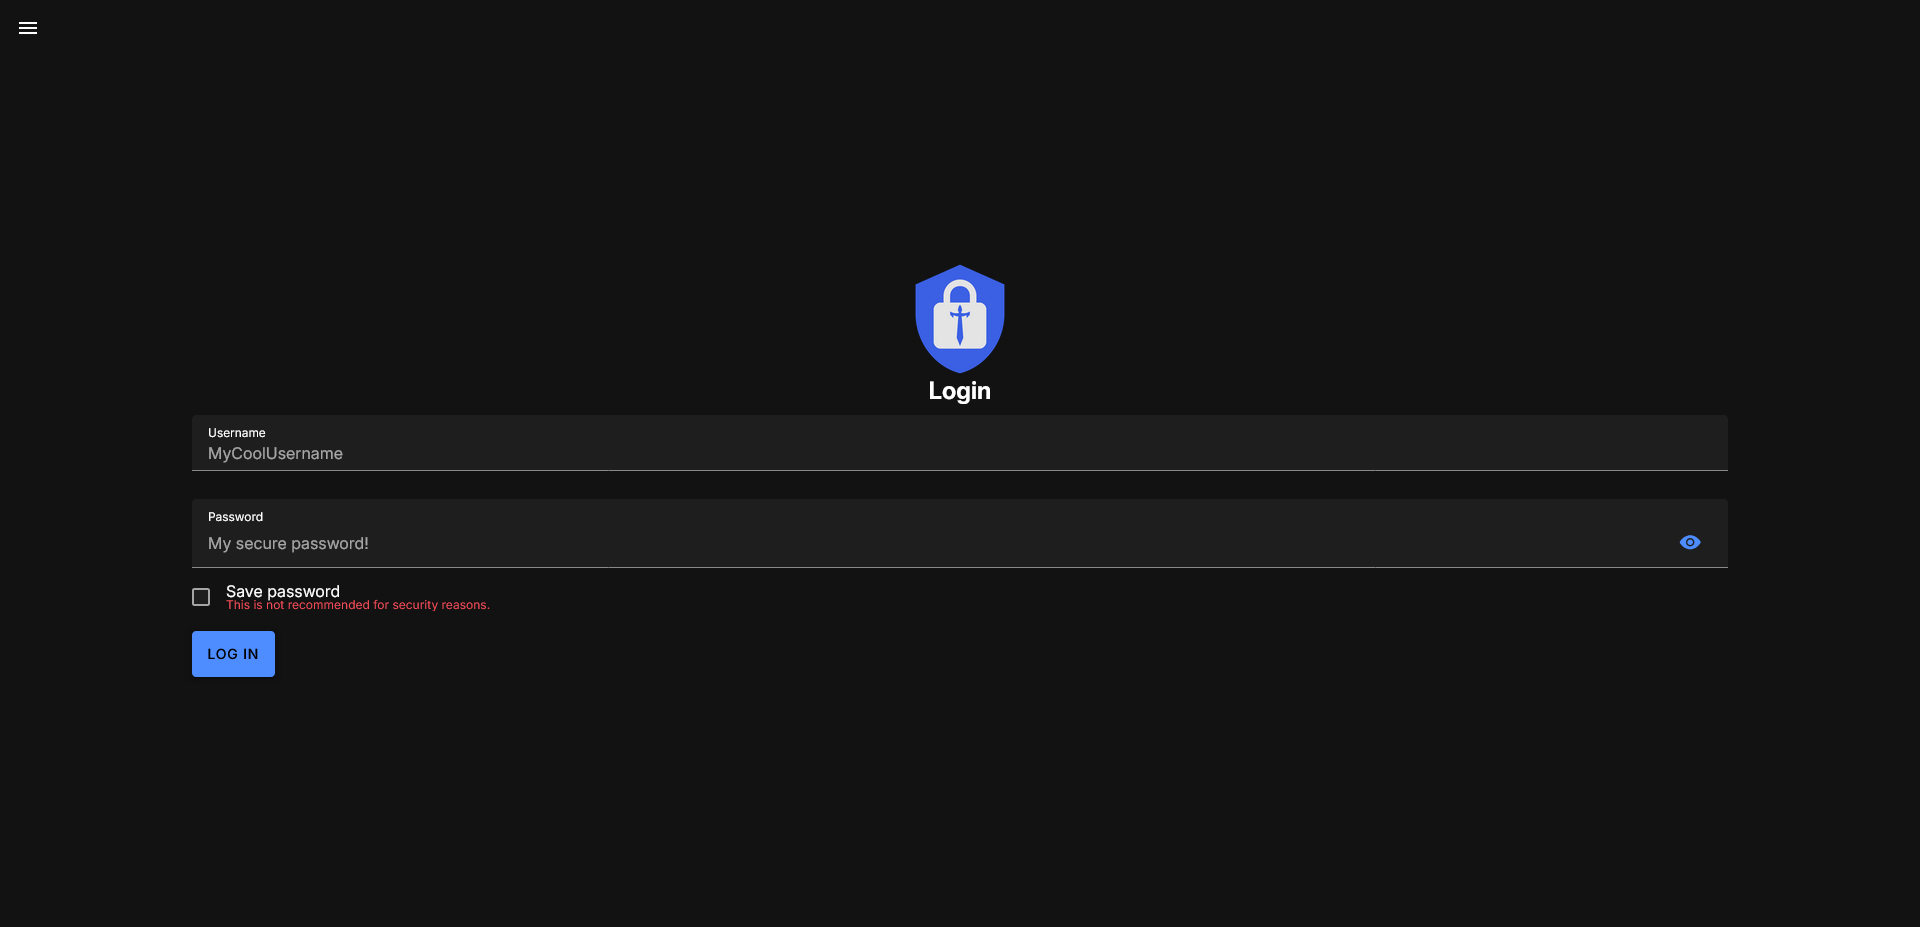 Login
Username
MyCoolUsername
Password
My secure password!
Save password
This is not recommended for security reasons.
LOG IN